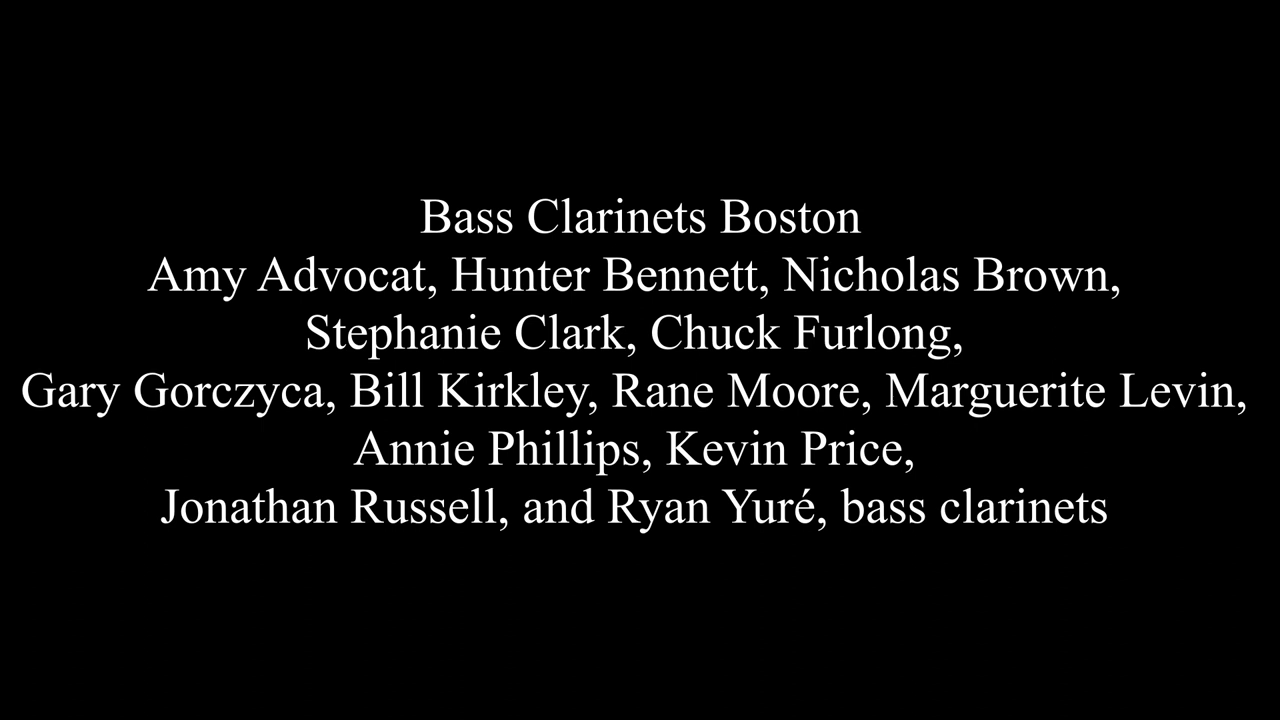 Bass Clarinets Boston
Amy Advocat, Hunter Bennett, Nicholas Brown,
Stephanie Clark, Chuck Furlong,
Gary Gorczyca, Bill Kirkley, Rane Moore, Marguerite Levin,
Annie Phillips, Kevin Price,
Jonathan Russell, and Ryan Yuré, bass clarinets